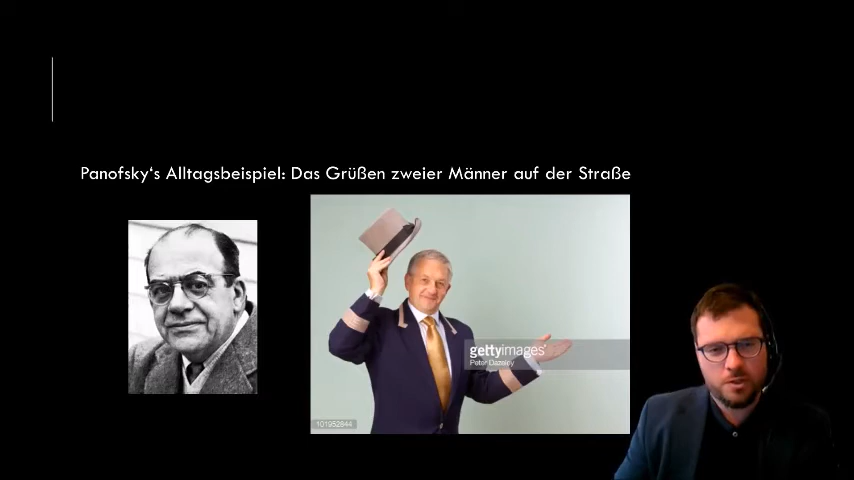 Panofsky‘s Alltagsbeispiel: Das Grüßen zweier Männer auf der Straße
gettyimages
Peter Dazeley
101952844